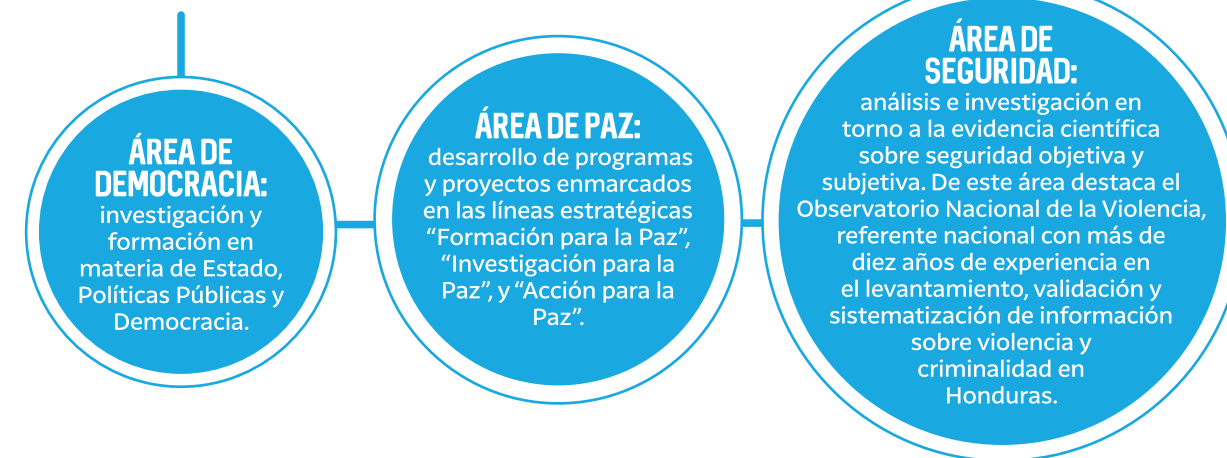 ÁREA DE
DEMOCRACIA:
investigación y
formación en
materia de Estado,
Políticas Públicas y
Democracia.
ÁREA DE PAZ:
desarrollo de programas
y proyectos enmarcados
en las líneas estratégicas
“Formación para la Paz”,
“Investigación para la
Paz”, y “Acción para la
Paz”.
ÁREA DE
SEGURIDAD:
análisis e investigación en
torno a la evidencia científica
sobre seguridad objetiva y
subjetiva. De este área destaca el
Observatorio Nacional de la Violencia,
referente nacional con más de
diez años de experiencia en
el levantamiento, validación y
sistematización de información
sobre violencia y
criminalidad en
Honduras.